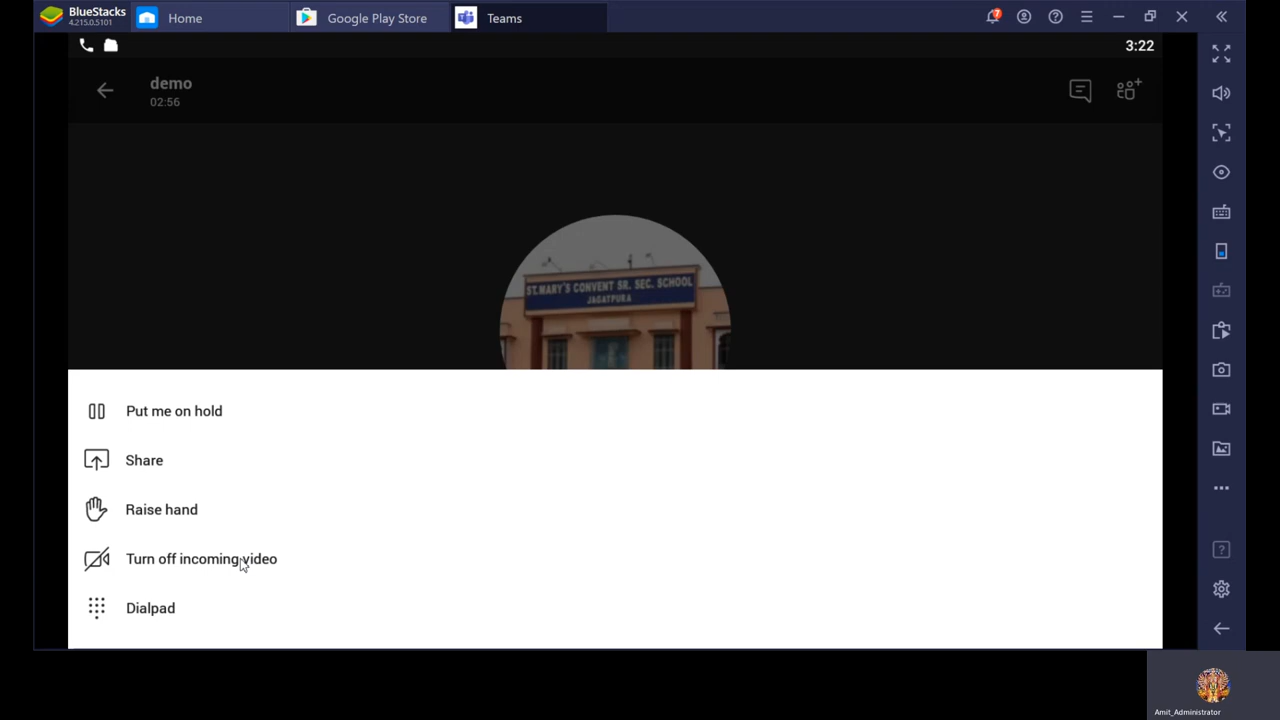 BlueStacks
4.215.0.5101
Home
Google Play Store
Teams
7
3:22
demo
02:56
ST.MARY'S CONVENT SR. SEC. SCHOOL
JAGATPURA
Put me on hold
Share
Raise hand
Turn off incoming video
Dialpad
Amit_Administrator